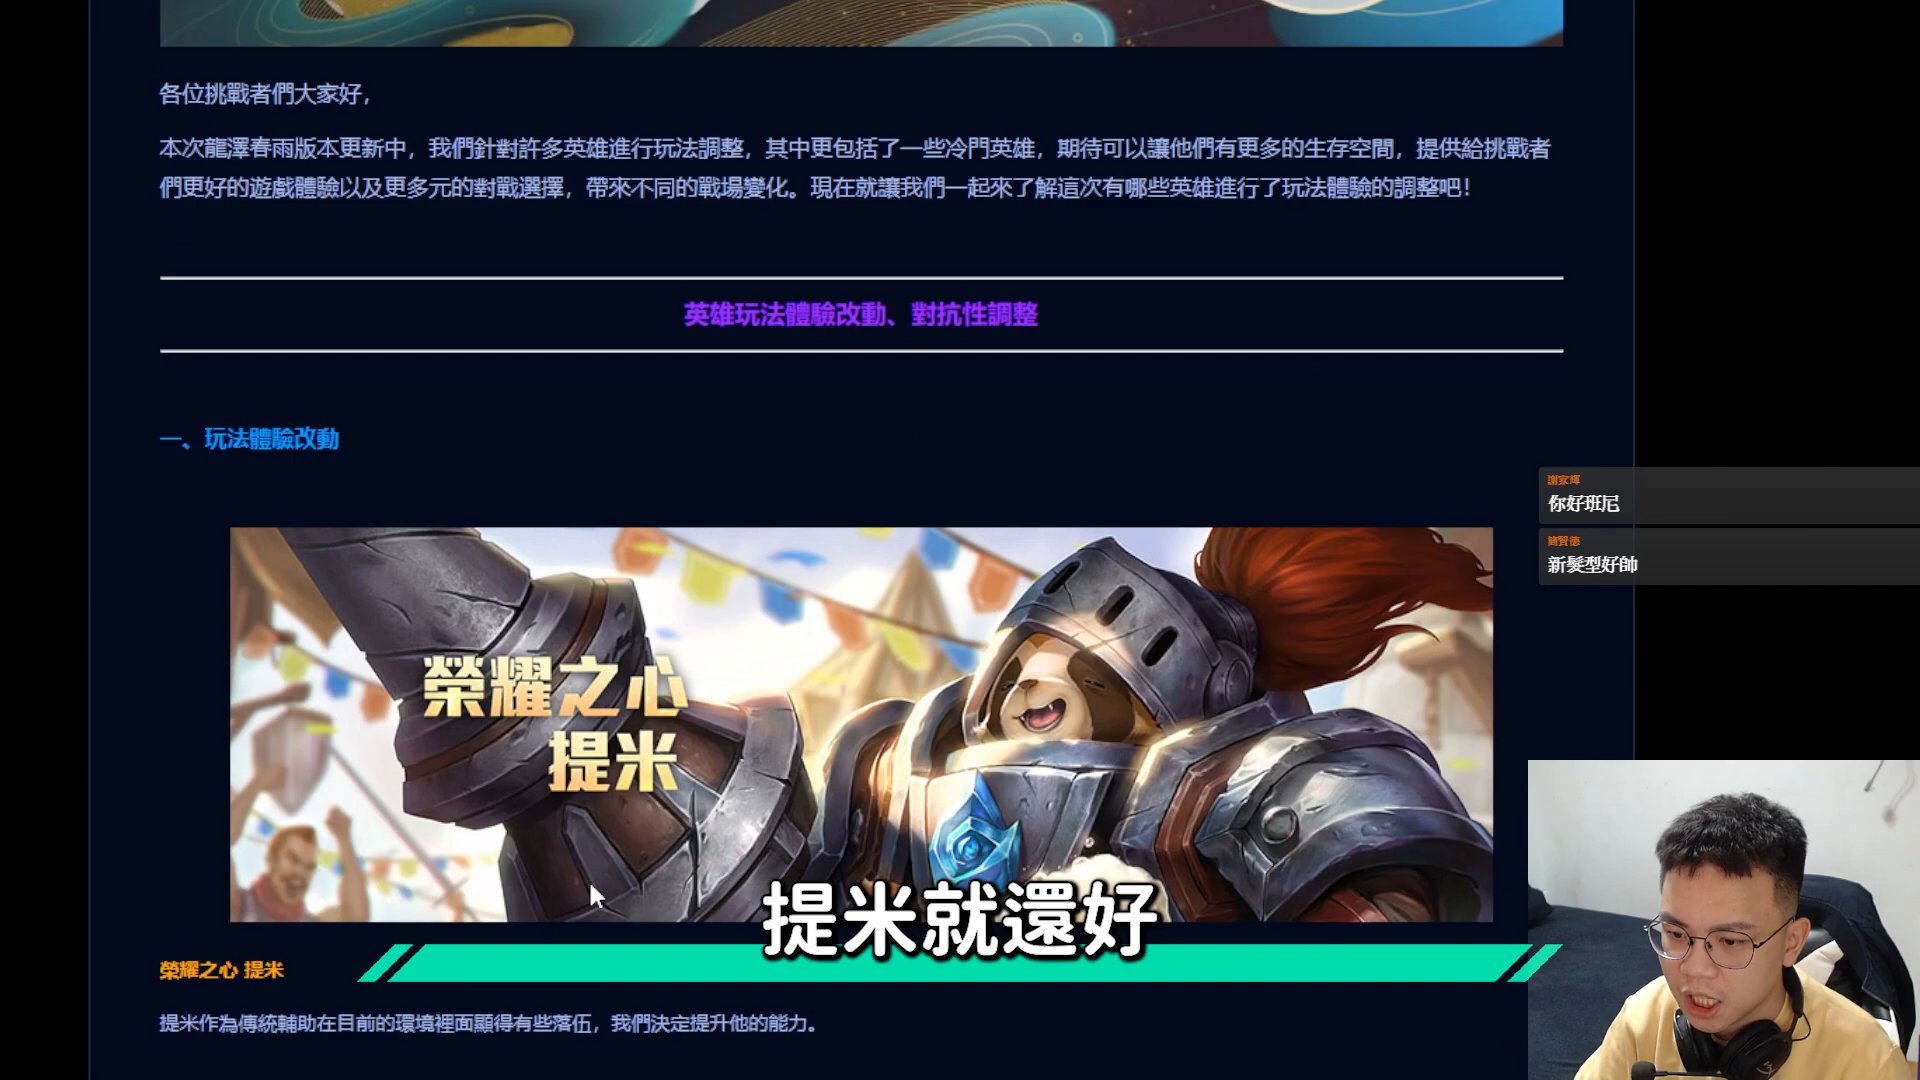 各位挑戰者們大家好，
本次龍澤春雨版本更新中，我們針對許多英雄進行玩法調整，其中更包括了一些冷門英雄，期待可以讓他們有更多的生存空間，提供給挑戰者
們更好的遊戲體驗以及更多元的對戰選擇，帶來不同的戰場變化。現在就讓我們一起來了解這次有哪些英雄進行了玩法體驗的調整吧！
英雄玩法體驗改動、對抗性調整
一、玩法體驗改動
謝家輝
你好班尼
簡賢德
新髮型好帥
榮耀之心
提米
提米就還好
榮耀之心 提米
提米作為傳統輔助在目前的環境裡面顯得有些落伍，我們決定提升他的能力。